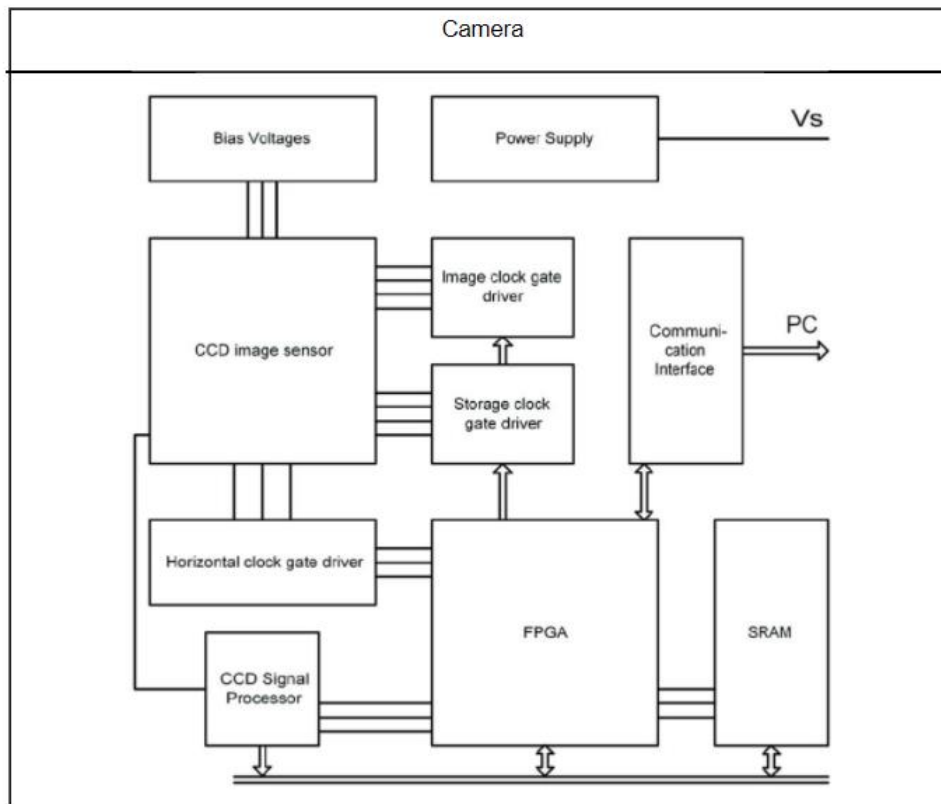 Camera
Bias Voltages
Power Supply
Vs
CCD image sensor
Image clock gate
driver
Communi-
cation
Interface
PC
Storage clock
gate driver
Horizontal clock gate driver
FPGA
SRAM
CCD Signal
Processor